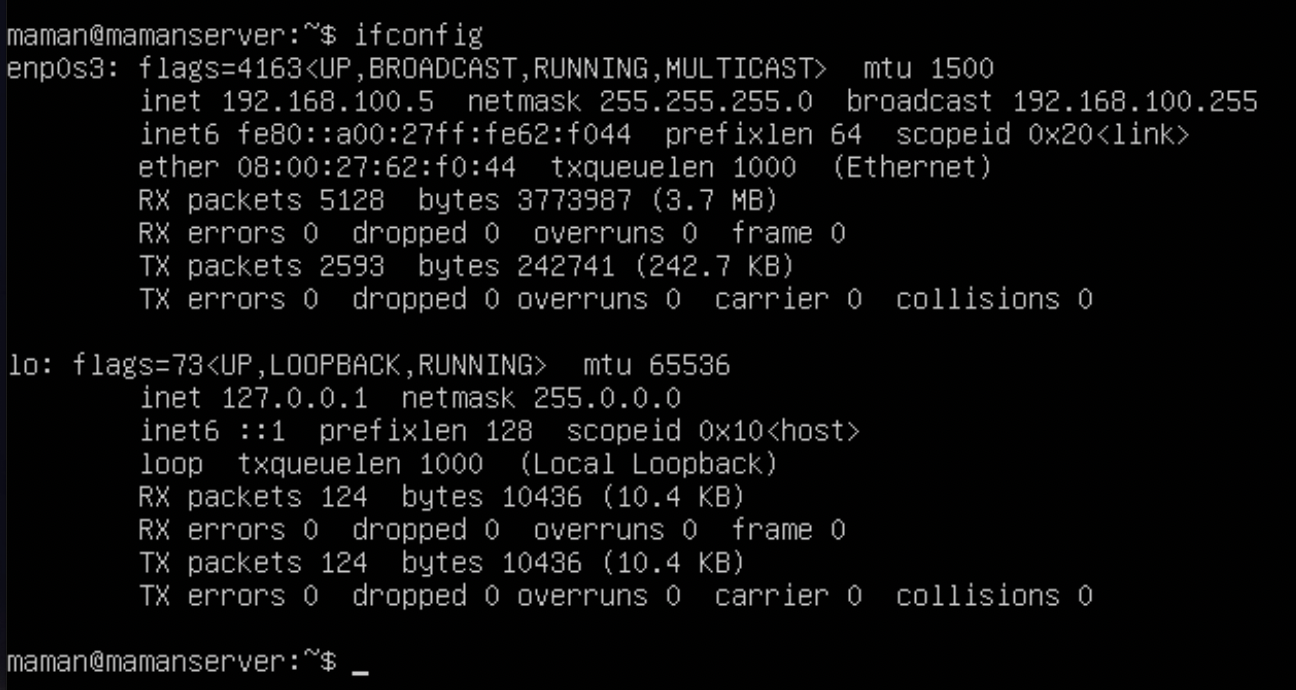 maman@mamanserver:~$ ifconfig
enp0s3: flags=4163<UP,BROADCAST,RUNNING,MULTICAST>  mtu 1500
        inet 192.168.100.5  netmask 255.255.255.0  broadcast 192.168.100.255
        inet6 fe80::a00:27ff:fe62:f044  prefixlen 64  scopeid 0x20<link>
        ether 08:00:27:62:f0:44  txqueuelen 1000  (Ethernet)
        RX packets 5128  bytes 3773987 (3.7 MB)
        RX errors 0  dropped 0  overruns 0  frame 0
        TX packets 2593  bytes 242741 (242.7 KB)
        TX errors 0  dropped 0 overruns 0  carrier 0  collisions 0

lo: flags=73<UP,LOOPBACK,RUNNING>  mtu 65536
        inet 127.0.0.1  netmask 255.0.0.0
        inet6 ::1  prefixlen 128  scopeid 0x10<host>
        loop  txqueuelen 1000  (Local Loopback)
        RX packets 124  bytes 10436 (10.4 KB)
        RX errors 0  dropped 0  overruns 0  frame 0
        TX packets 124  bytes 10436 (10.4 KB)
        TX errors 0  dropped 0 overruns 0  carrier 0  collisions 0

maman@mamanserver:~$ _